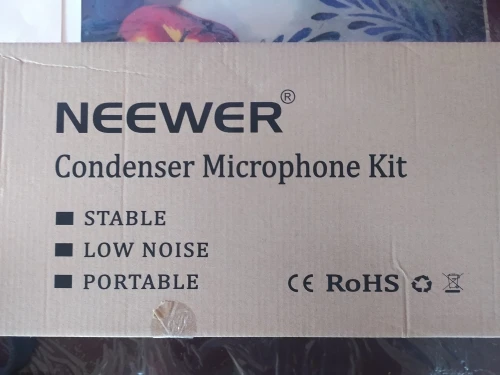 NEEWER®
Condenser Microphone Kit
STABLE
LOW NOISE
PORTABLE
CE RoHS